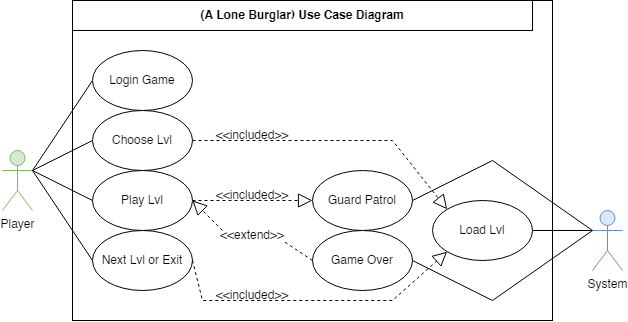 (A Lone Burglar) Use Case Diagram
Login Game
Choose Lvl
<<included>>
Play Lvl
<<included>>
Guard Patrol
Player
<<extend>>
Load Lvl
Next Lvl or Exit
Game Over
System
<<included>>